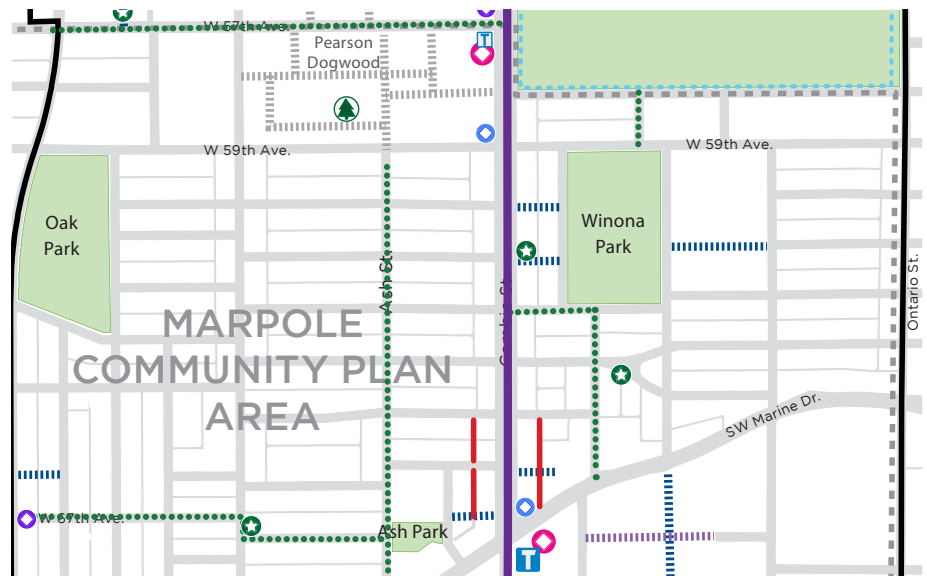 W 57th Ave.
T
Pearson
Dogwood
W 59th Ave.
W 59th Ave.
Oak
Park
Winona
Park
Ash St.
Cambie St.
Ontario St.
MARPOLE
COMMUNITY PLAN
AREA
SW Marine Dr.
W 67th Ave.
Ash Park
T